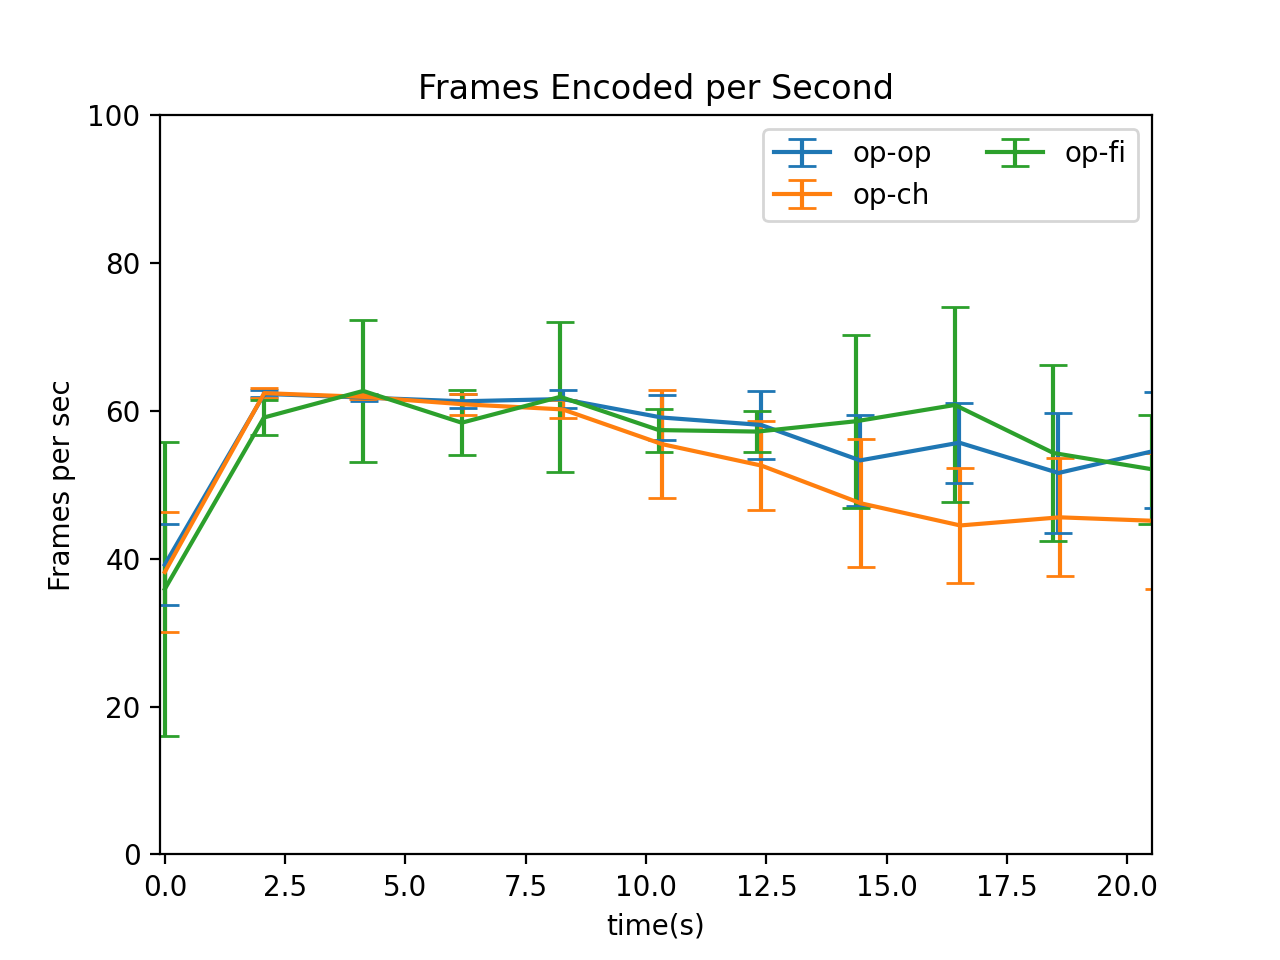 Frames Encoded per Second
100
80
60
40
20
0
Frames per sec
op-op
op-ch
op-fi
0.0 2.5 5.0 7.5 10.0 12.5 15.0 17.5 20.0
time(s)